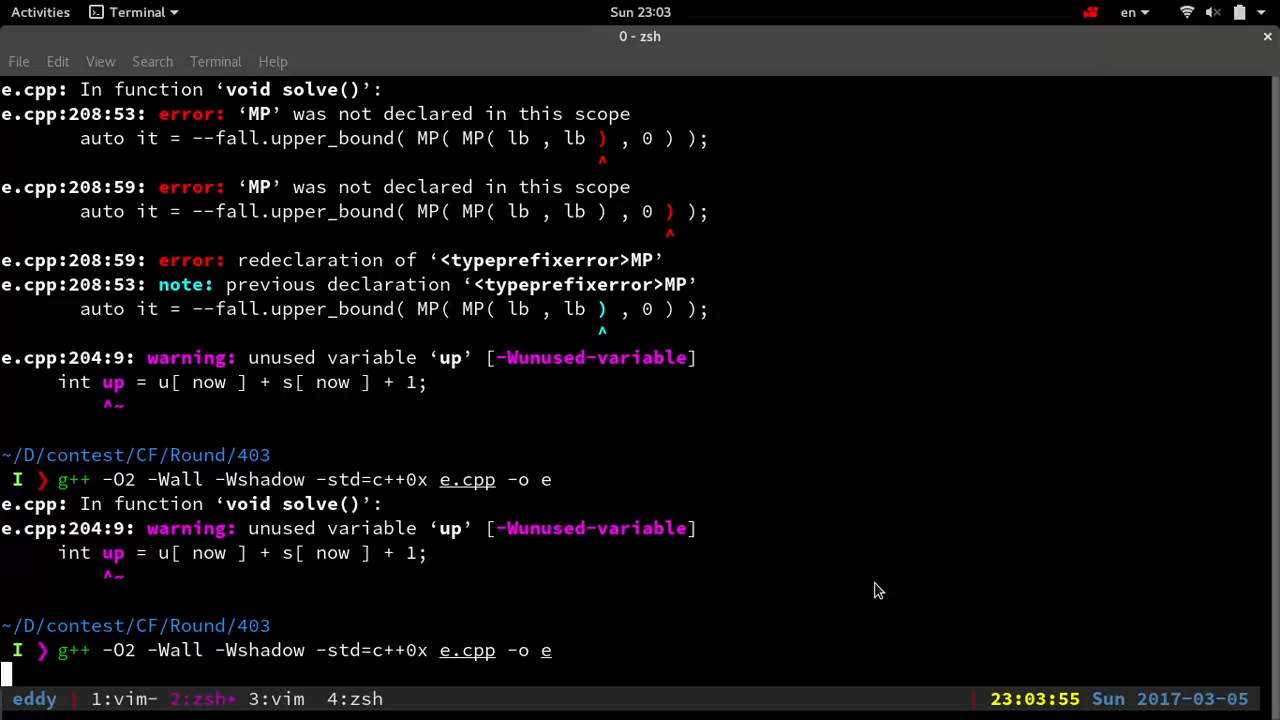 Activities Terminal Sun 23:03 en
0 - zsh
File Edit View Search Terminal Help
e.cpp: In function ‘void solve()’:
e.cpp:208:53: error: ‘MP’ was not declared in this scope
auto it = --fall.upper_bound( MP( MP( lb , lb ) , 0 ) );
^
e.cpp:208:59: error: ‘MP’ was not declared in this scope
auto it = --fall.upper_bound( MP( MP( lb , lb ) , 0 ) );
^
e.cpp:208:59: error: redeclaration of ‘<typeprefixerror>MP’
e.cpp:208:53: note: previous declaration ‘<typeprefixerror>MP’
auto it = --fall.upper_bound( MP( MP( lb , lb ) , 0 ) );
^
e.cpp:204:9: warning: unused variable ‘up’ [-Wunused-variable]
int up = u[ now ] + s[ now ] + 1;
^~
~/D/contest/CF/Round/403
I ❯ g++ -O2 -Wall -Wshadow -std=c++0x e.cpp -o e
e.cpp: In function ‘void solve()’:
e.cpp:204:9: warning: unused variable ‘up’ [-Wunused-variable]
int up = u[ now ] + s[ now ] + 1;
^~
~/D/contest/CF/Round/403
I ❯ g++ -O2 -Wall -Wshadow -std=c++0x e.cpp -o e
eddy | 1:vim- 2:zsh* 3:vim 4:zsh | 23:03:55 Sun 2017-03-05